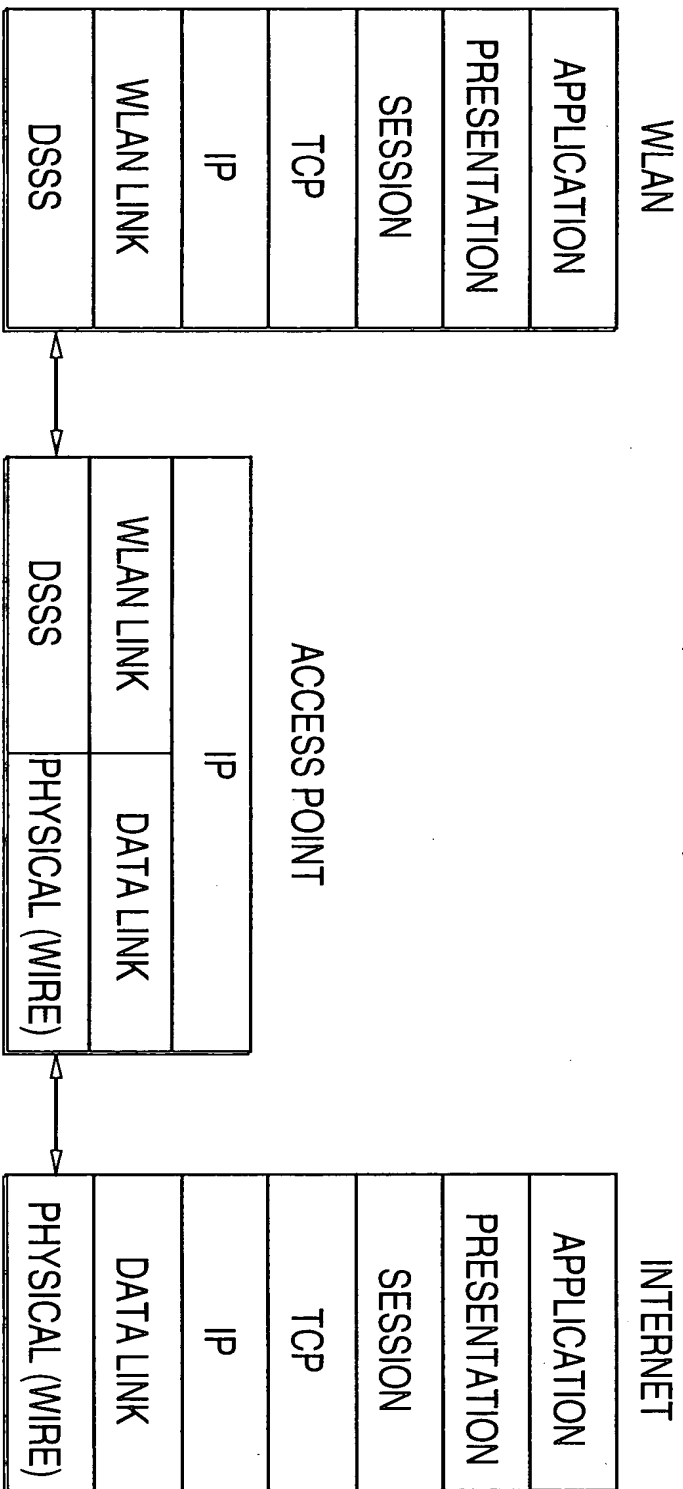 WLAN
APPLICATION
PRESENTATION
SESSION
TCP
IP
WLAN LINK
DSSS
ACCESS POINT
IP
WLAN LINK
DATA LINK
DSSS
PHYSICAL (WIRE)
INTERNET
APPLICATION
PRESENTATION
SESSION
TCP
IP
DATA LINK
PHYSICAL (WIRE)